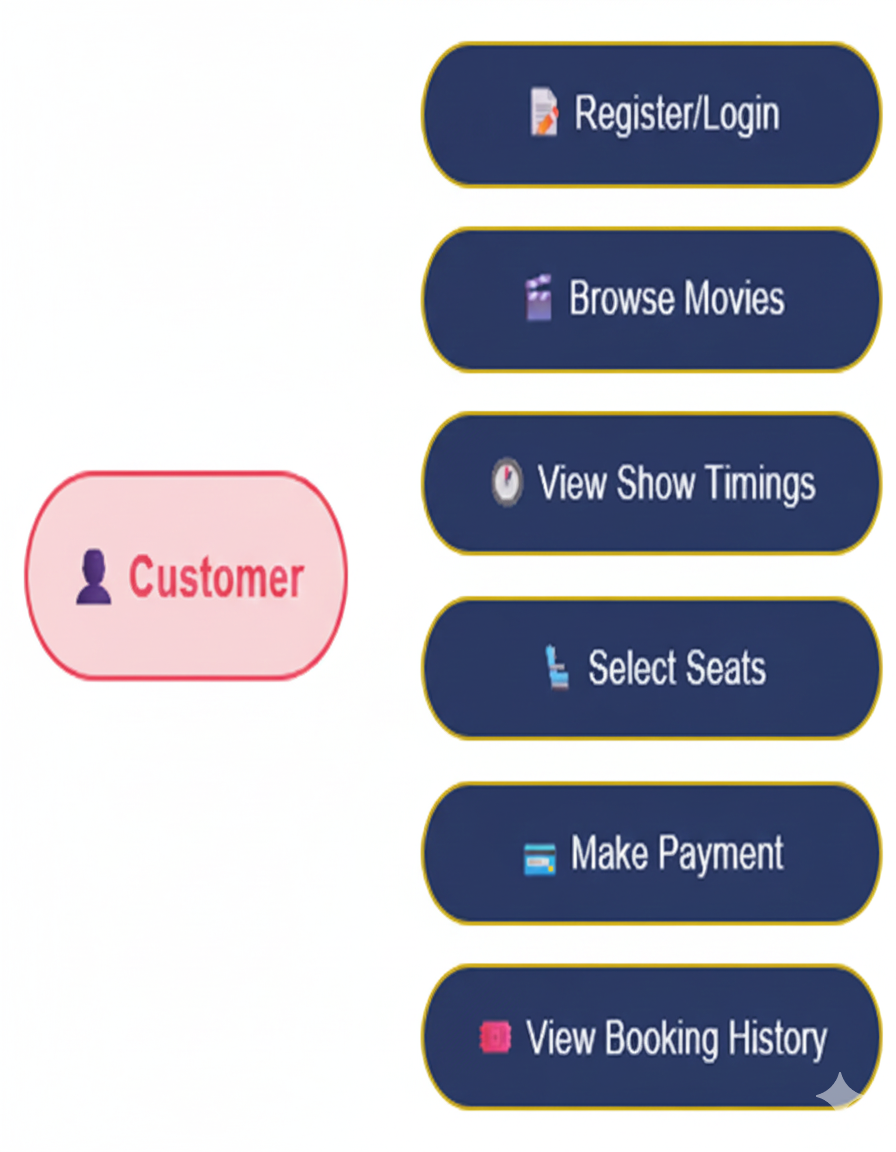 Register/Login
Browse Movies
View Show Timings
Customer
Select Seats
Make Payment
View Booking History